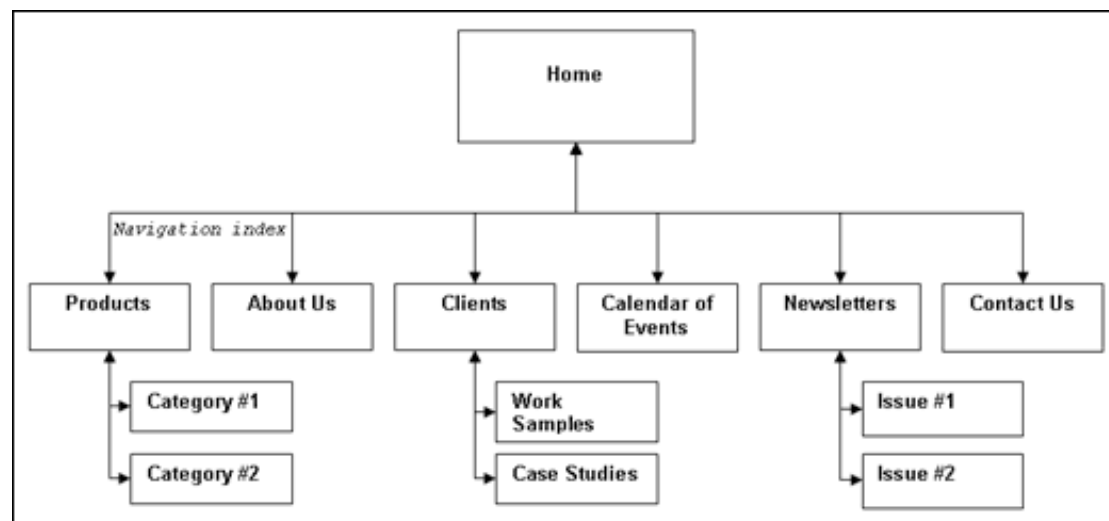 Home
Navigation index
Products
About Us
Clients
Calendar of
Events
Newsletters
Contact Us
Category #1
Category #2
Work
Samples
Case Studies
Issue #1
Issue #2